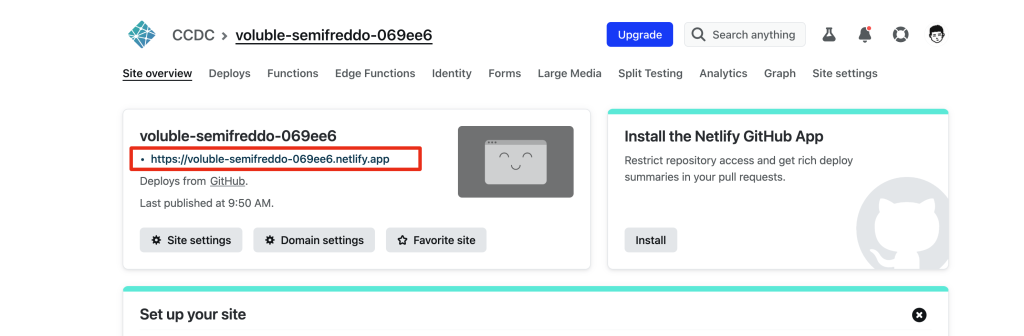 CCDC > voluble-semifreddo-069ee6
Upgrade
Search anything
Site overview Deploys Functions Edge Functions Identity Forms Large Media Split Testing Analytics Graph Site settings
voluble-semifreddo-069ee6
• https://voluble-semifreddo-069ee6.netlify.app
Deploys from GitHub.
Last published at 9:50 AM.
Site settings Domain settings Favorite site
Install the Netlify GitHub App
Restrict repository access and get rich deploy
summaries in your pull requests.
Install
Set up your site